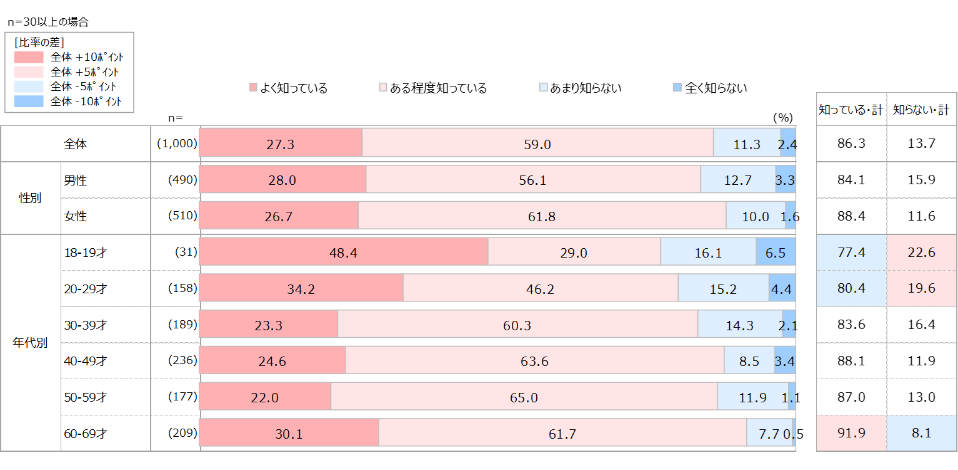 n=30以上の場合
[比率の差]
全体 +10ﾎﾟｲﾝﾄ
全体 +5ﾎﾟｲﾝﾄ
全体 -5ﾎﾟｲﾝﾄ
全体 -10ﾎﾟｲﾝﾄ
よく知っている ある程度知っている あまり知らない 全く知らない
n= (%) 知っている・計 知らない・計
全体 (1,000) 27.3 59.0 11.3 2.4 86.3 13.7
性別
男性 (490) 28.0 56.1 12.7 3.3 84.1 15.9
女性 (510) 26.7 61.8 10.0 1.6 88.4 11.6
年代別
18-19才 (31) 48.4 29.0 16.1 6.5 77.4 22.6
20-29才 (158) 34.2 46.2 15.2 4.4 80.4 19.6
30-39才 (189) 23.3 60.3 14.3 2.1 83.6 16.4
40-49才 (236) 24.6 63.6 8.5 3.4 88.1 11.9
50-59才 (177) 22.0 65.0 11.9 1.1 87.0 13.0
60-69才 (209) 30.1 61.7 7.7 0.5 91.9 8.1